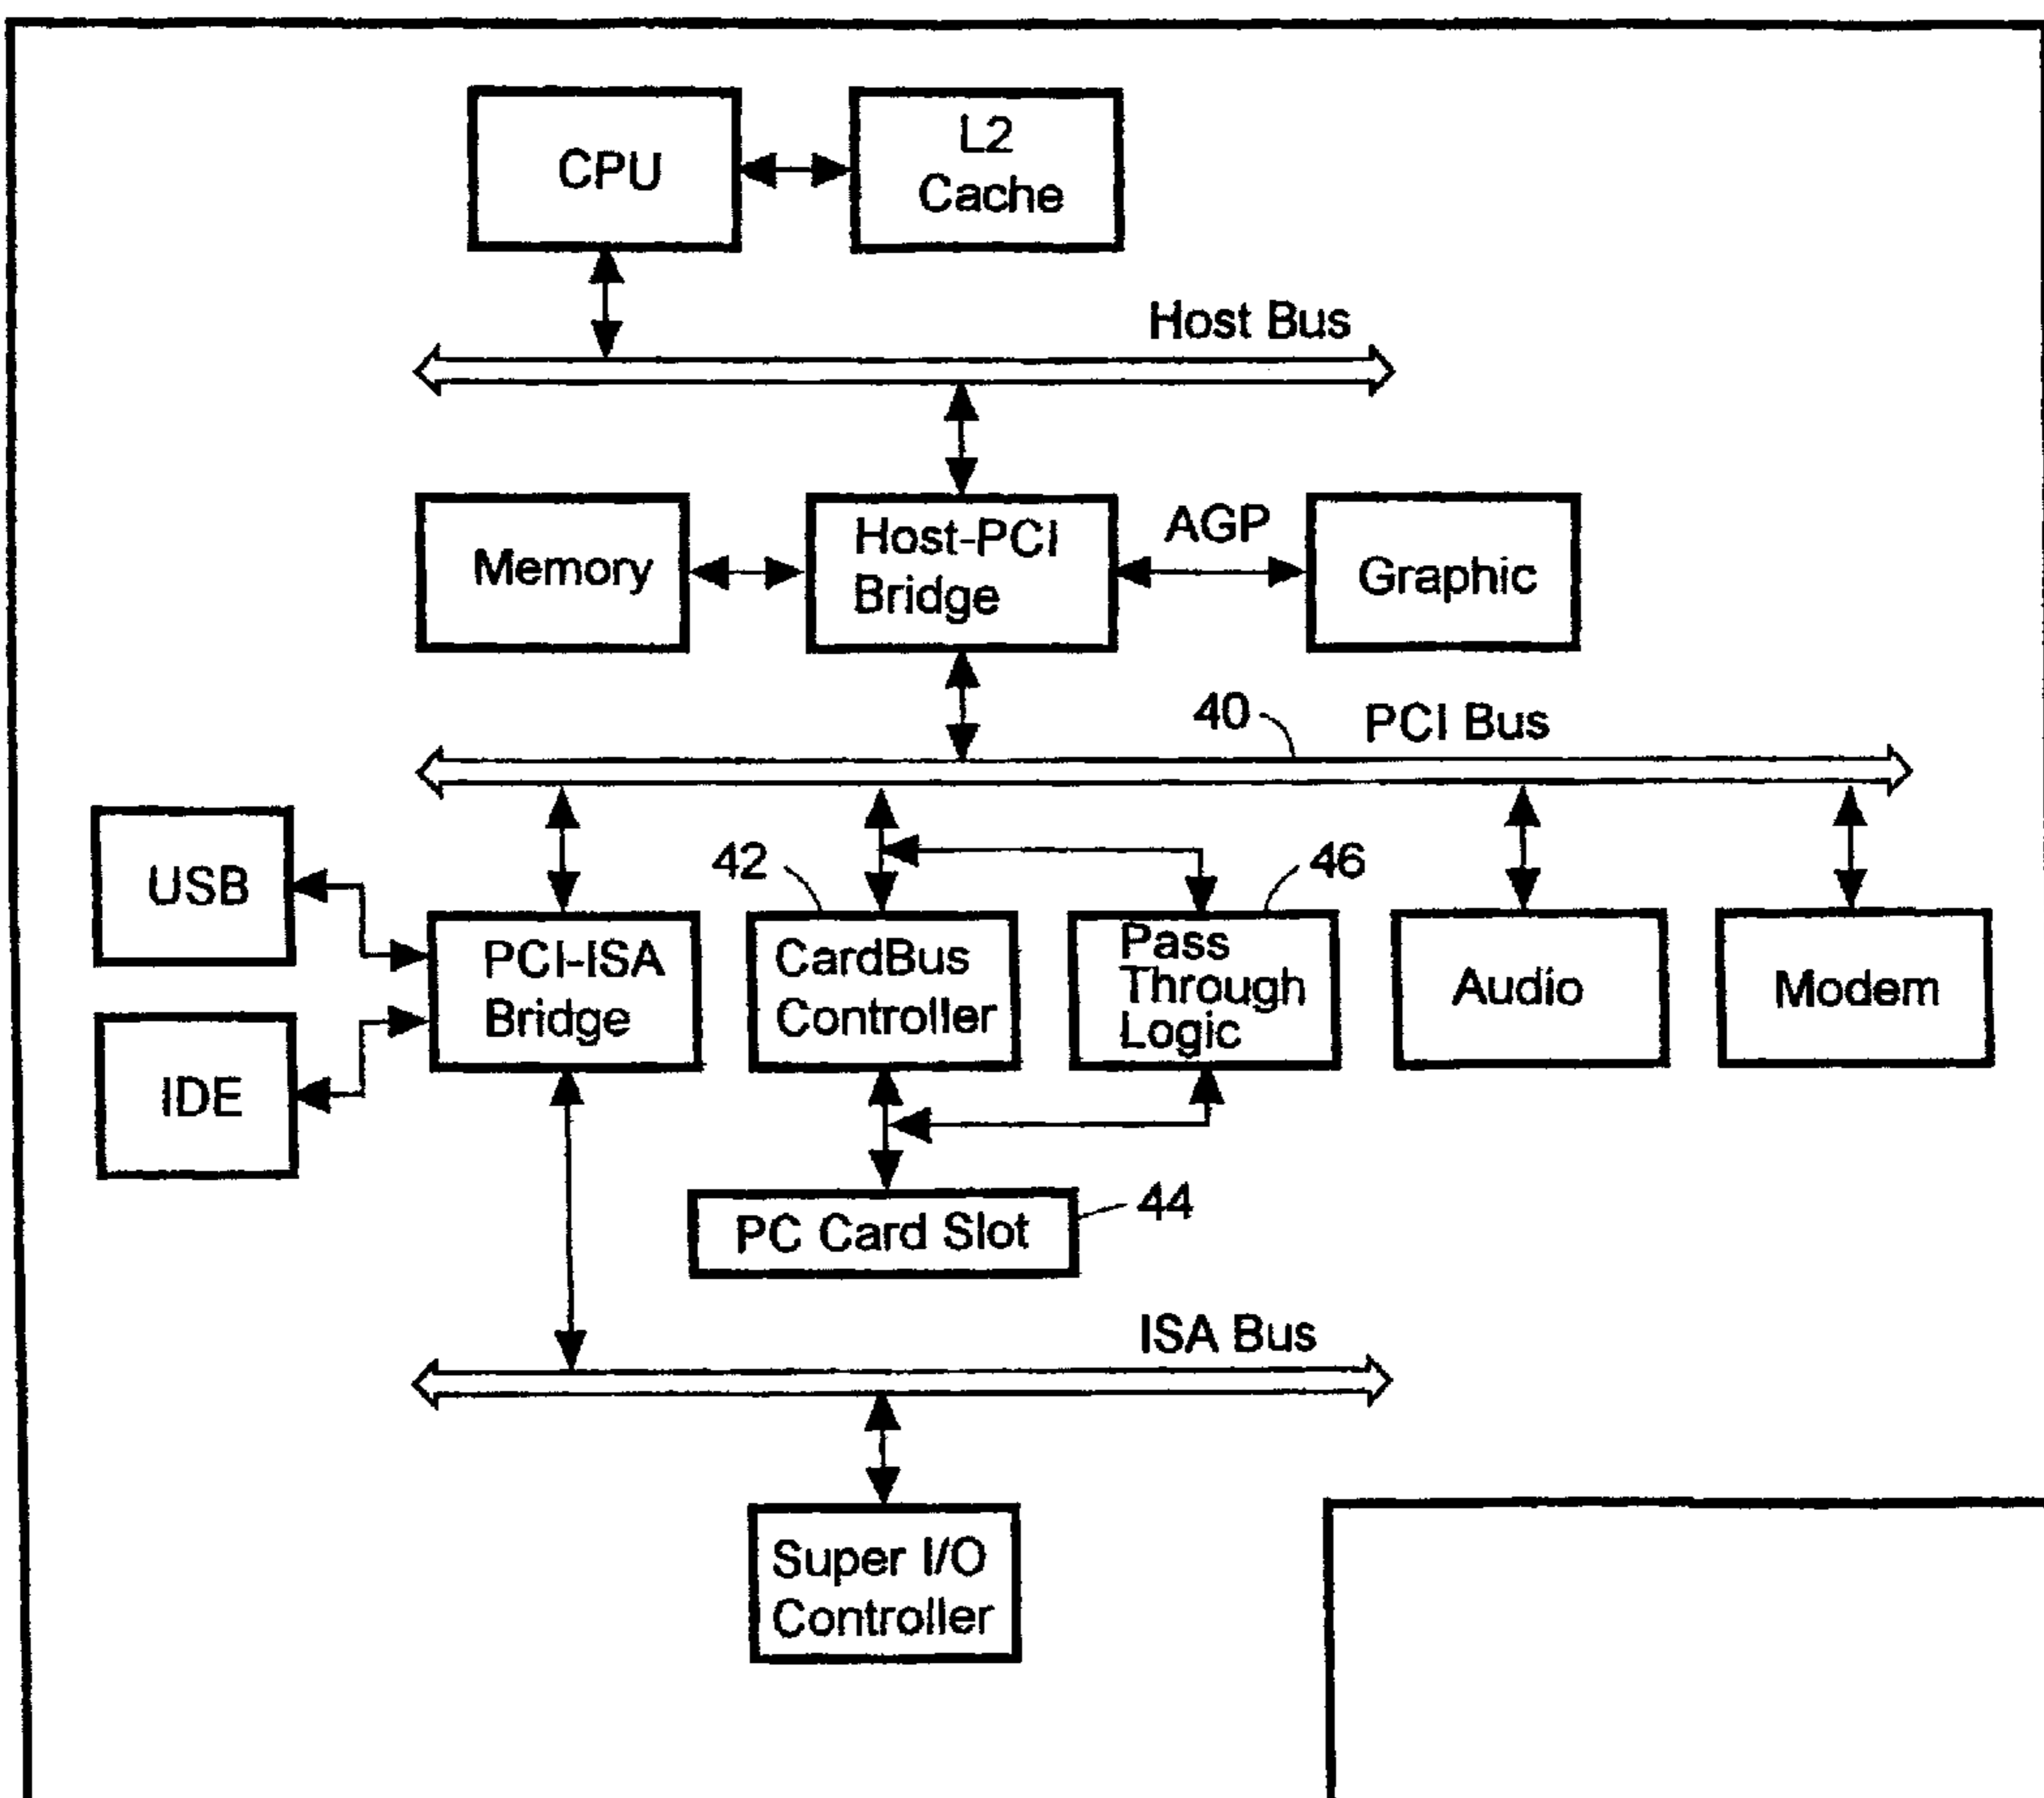 CPU
L2
Cache
Host Bus
Memory
Host-PCI
Bridge
AGP
Graphic
40
PCI Bus
USB
42
46
PCI-ISA
Bridge
CardBus
Controller
Pass
Through
Logic
Audio
Modem
IDE
PC Card Slot
44
ISA Bus
Super I/O
Controller